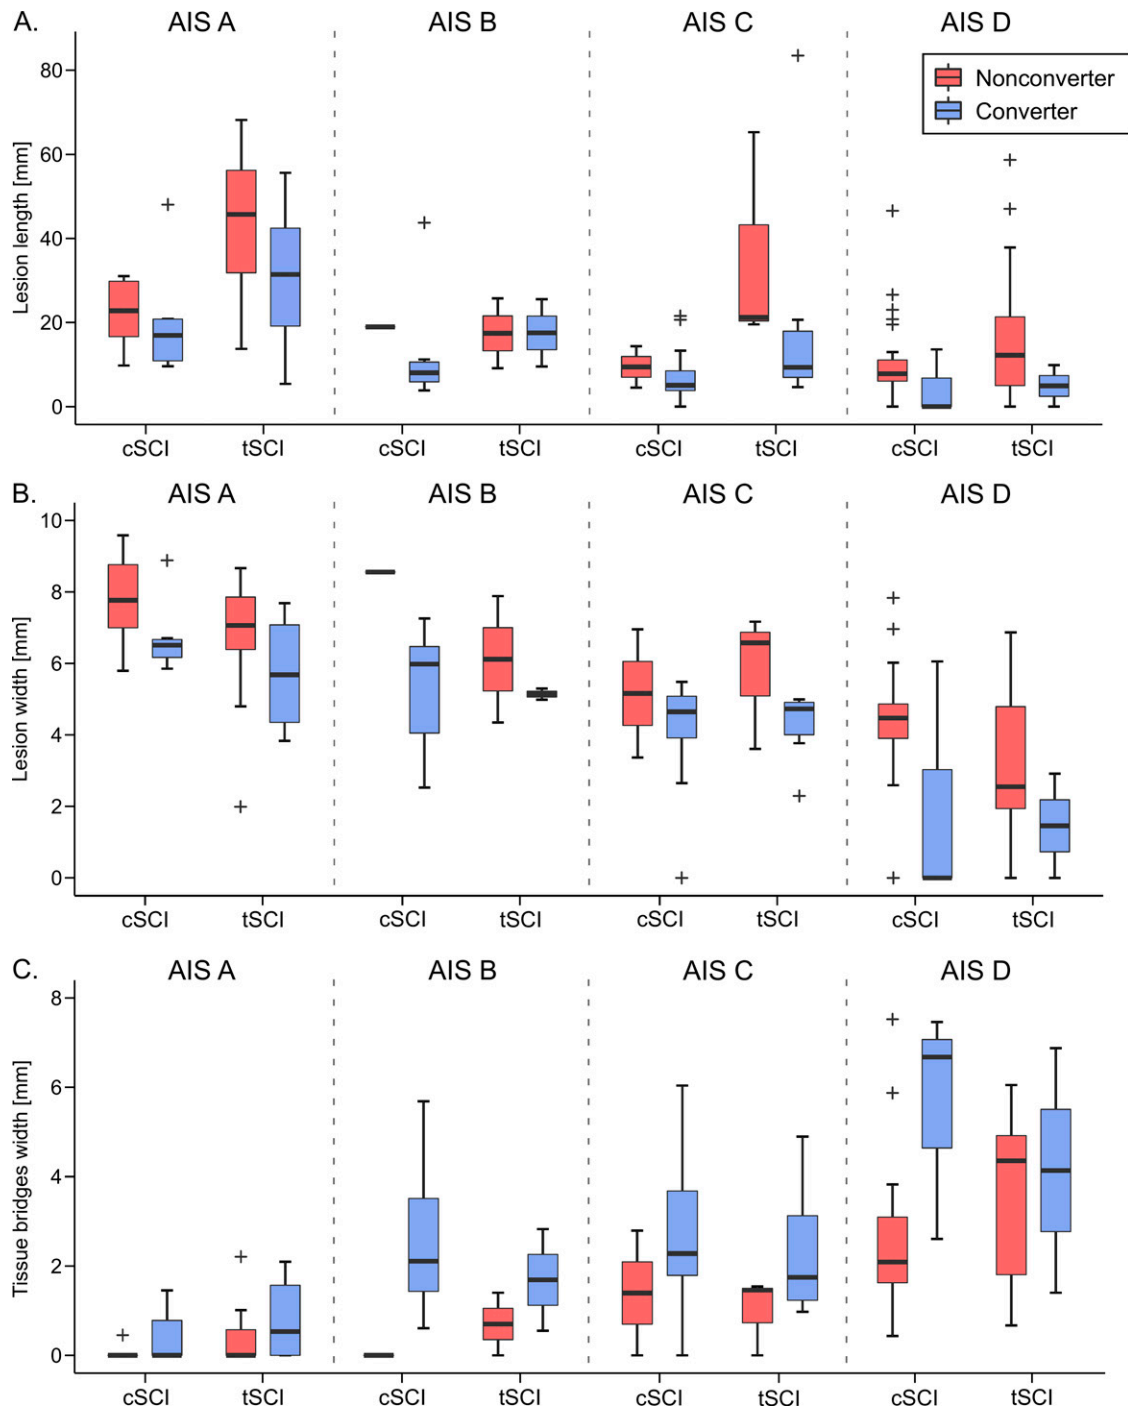 A. AIS A AIS B AIS C AIS D
Nonconverter
Converter
Lesion length [mm]
80
60
40
20
0
cSCI tSCI cSCI tSCI cSCI tSCI cSCI tSCI
B. AIS A AIS B AIS C AIS D
Lesion width [mm]
10
8
6
4
2
0
cSCI tSCI cSCI tSCI cSCI tSCI cSCI tSCI
C. AIS A AIS B AIS C AIS D
Tissue bridges width [mm]
8
6
4
2
0
cSCI tSCI cSCI tSCI cSCI tSCI cSCI tSCI